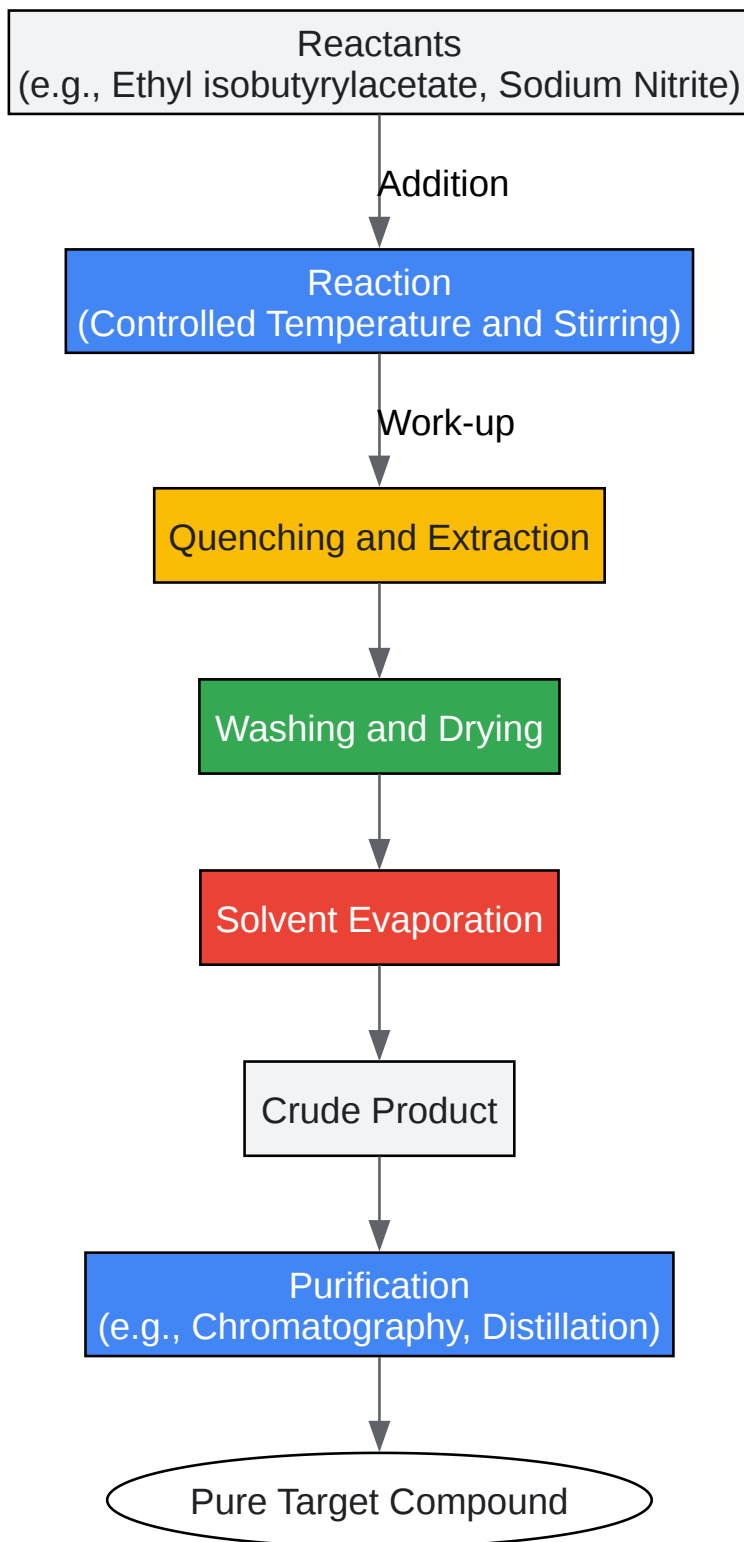 Reactants
(e.g., Ethyl isobutyrylacetate, Sodium Nitrite)
Addition
Reaction
(Controlled Temperature and Stirring)
Work-up
Quenching and Extraction
Washing and Drying
Solvent Evaporation
Crude Product
Purification
(e.g., Chromatography, Distillation)
Pure Target Compound